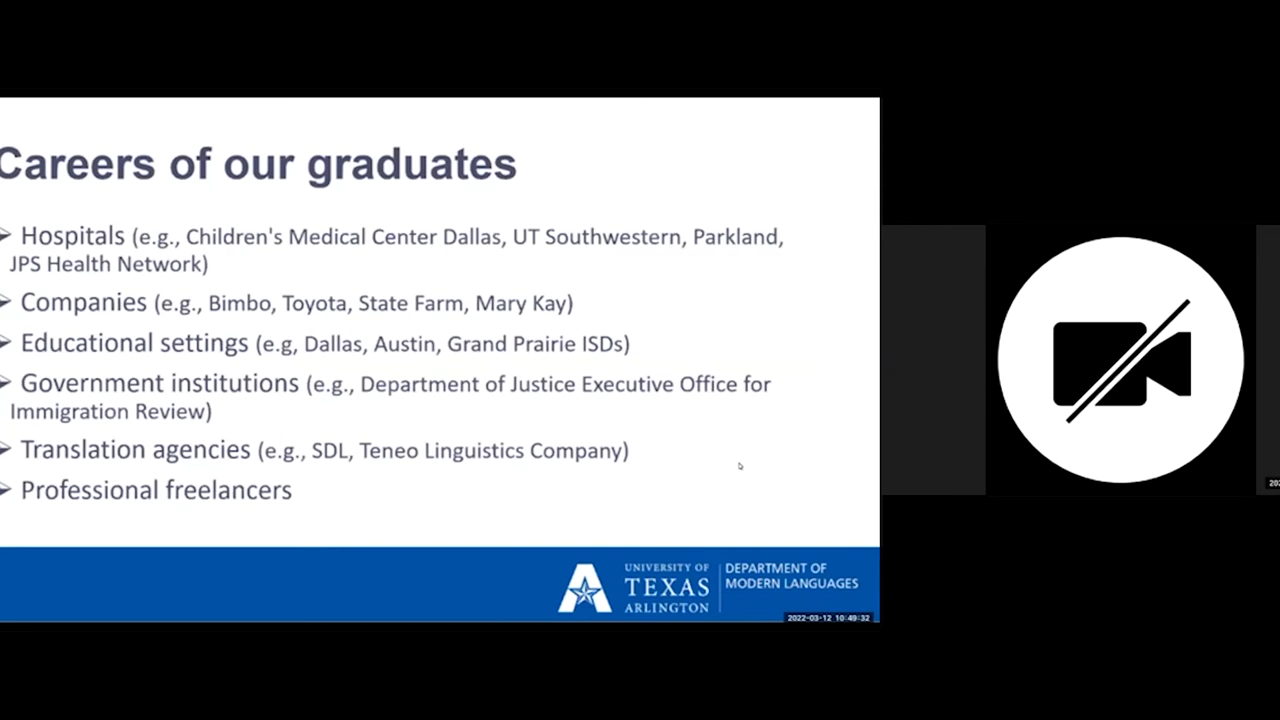 Careers of our graduates
Hospitals (e.g., Children's Medical Center Dallas, UT Southwestern, Parkland,
JPS Health Network)
Companies (e.g., Bimbo, Toyota, State Farm, Mary Kay)
Educational settings (e.g, Dallas, Austin, Grand Prairie ISDs)
Government institutions (e.g., Department of Justice Executive Office for
Immigration Review)
Translation agencies (e.g., SDL, Teneo Linguistics Company)
Professional freelancers
UNIVERSITY OF
TEXAS
ARLINGTON
DEPARTMENT OF
MODERN LANGUAGES
2022-03-12 10:49:32